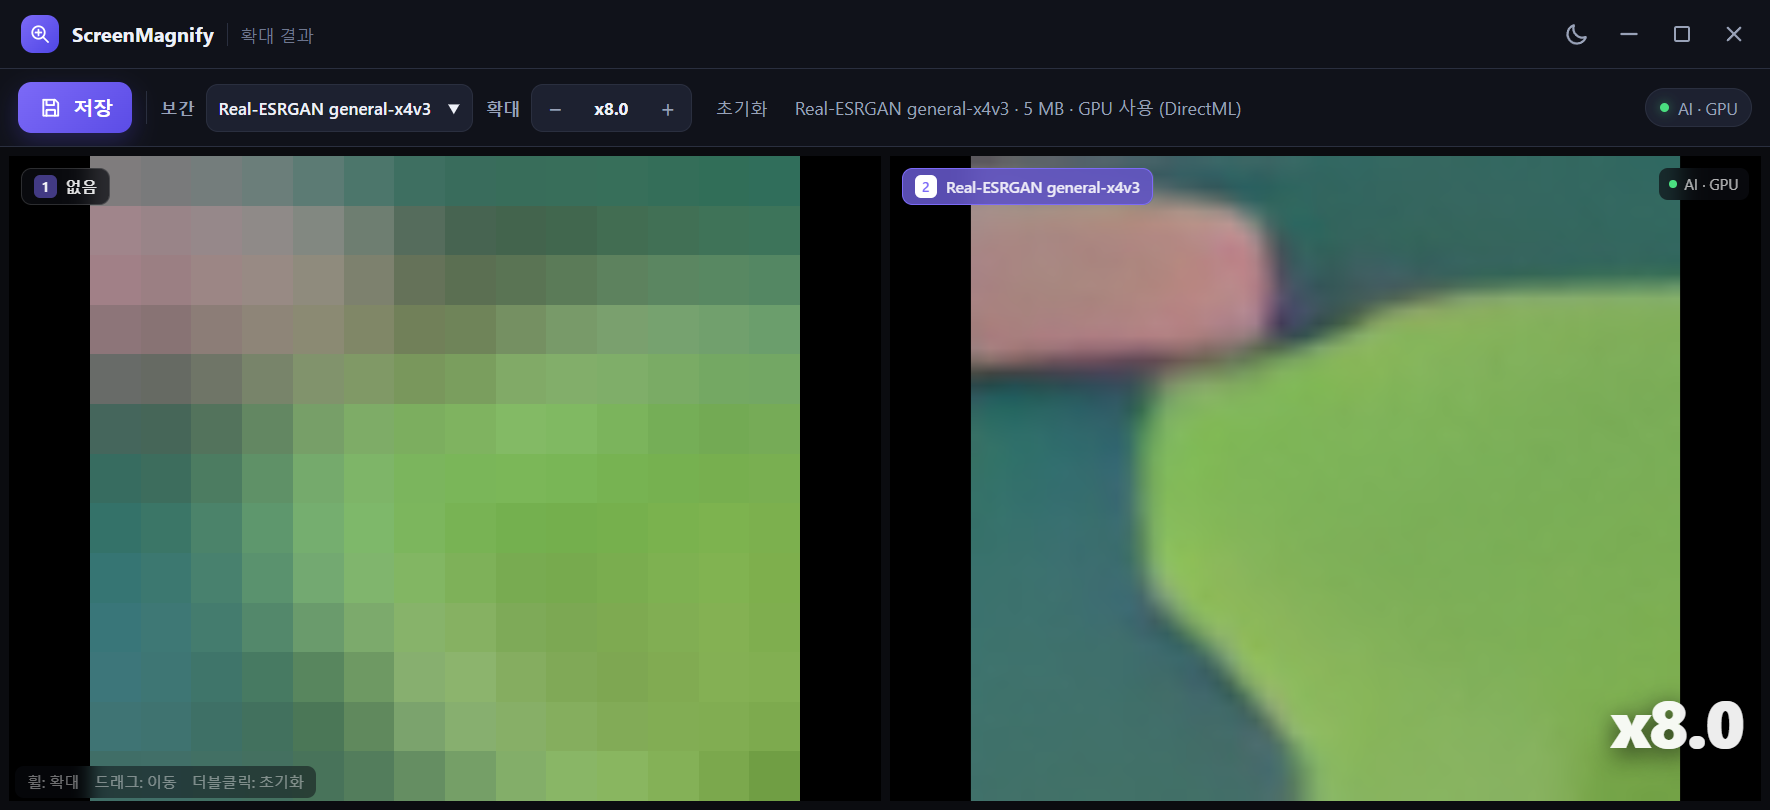 ScreenMagnify 확대 결과
저장 보간 Real-ESRGAN general-x4v3 확대 − x8.0 + 초기화 Real-ESRGAN general-x4v3 · 5 MB · GPU 사용 (DirectML) AI · GPU
1 없음
2 Real-ESRGAN general-x4v3 AI · GPU
x8.0
휠: 확대 드래그: 이동 더블클릭: 초기화